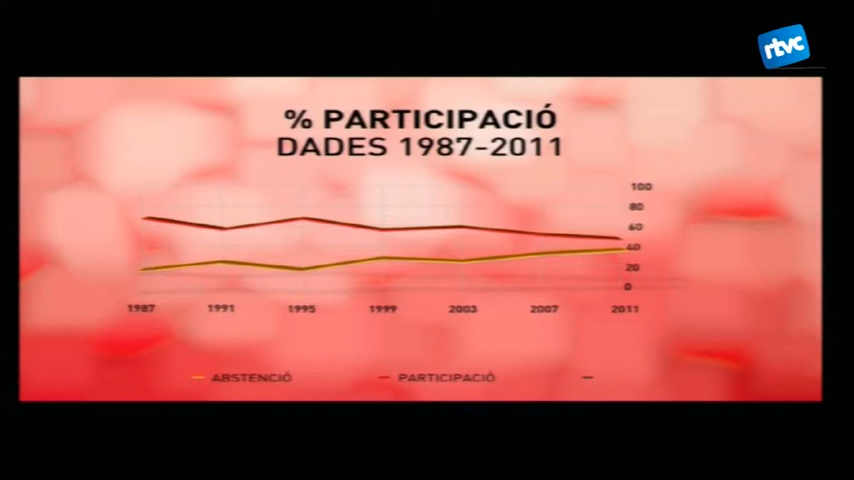 rtvc
% PARTICIPACIÓ
DADES 1987-2011
100
80
60
40
20
0
1987 1991 1995 1999 2003 2007 2011
ABSTENCIÓ PARTICIPACIÓ